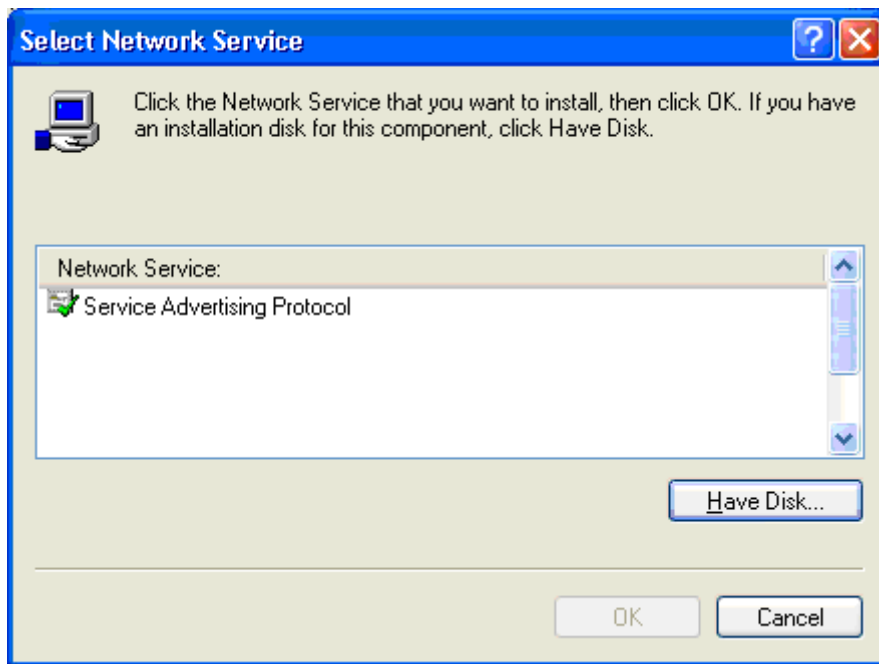 Select Network Service
Click the Network Service that you want to install, then click OK. If you have
an installation disk for this component, click Have Disk.
Network Service:
Service Advertising Protocol
Have Disk...
OK
Cancel